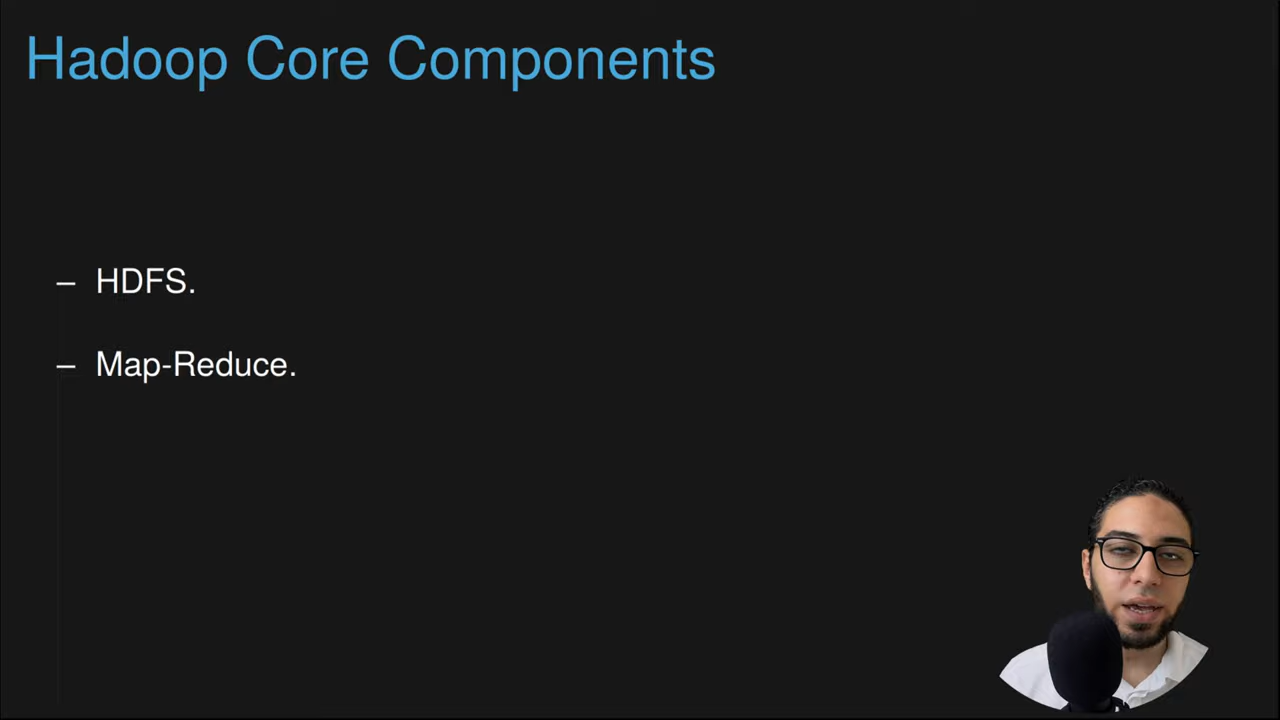 Hadoop Core Components
– HDFS.
– Map-Reduce.